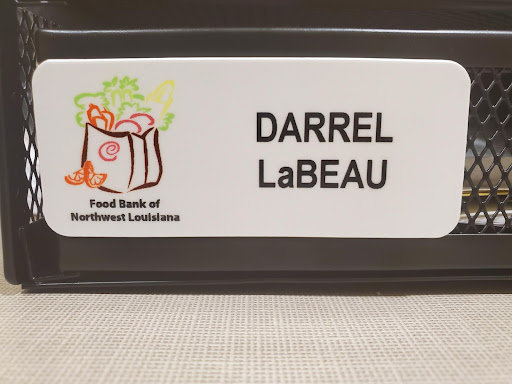 Food Bank of
Northwest Louisiana
DARREL
LaBEAU